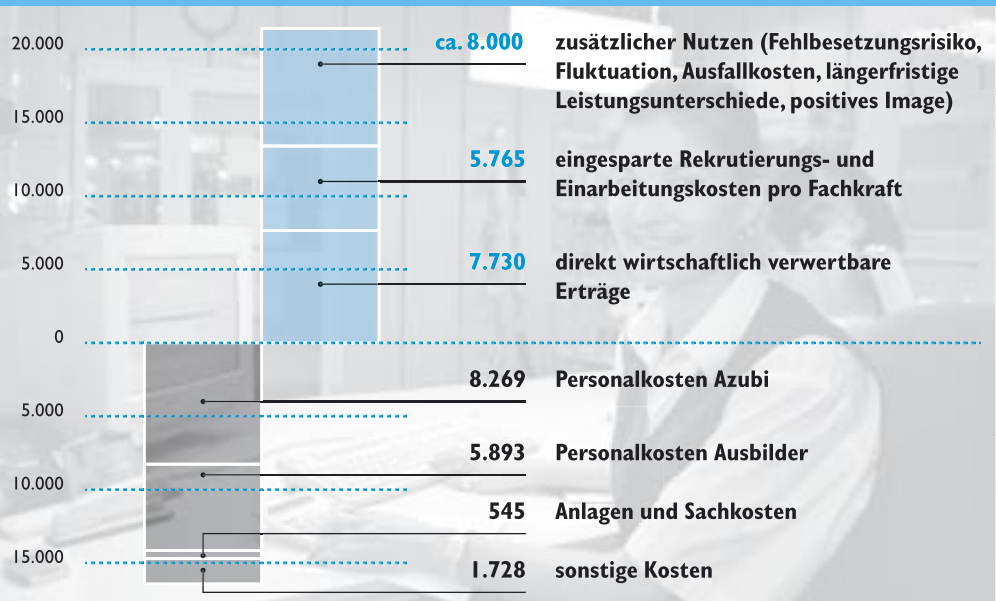 20.000
ca. 8.000 zusätzlicher Nutzen (Fehlbesetzungsrisiko,
Fluktuation, Ausfallkosten, längerfristige
Leistungsunterschiede, positives Image)
15.000
5.765 eingesparte Rekrutierungs- und
Einarbeitungskosten pro Fachkraft
10.000
5.000
7.730 direkt wirtschaftlich verwertbare
Erträge
0
8.269 Personalkosten Azubi
5.000
5.893 Personalkosten Ausbilder
10.000
545 Anlagen und Sachkosten
15.000
1.728 sonstige Kosten